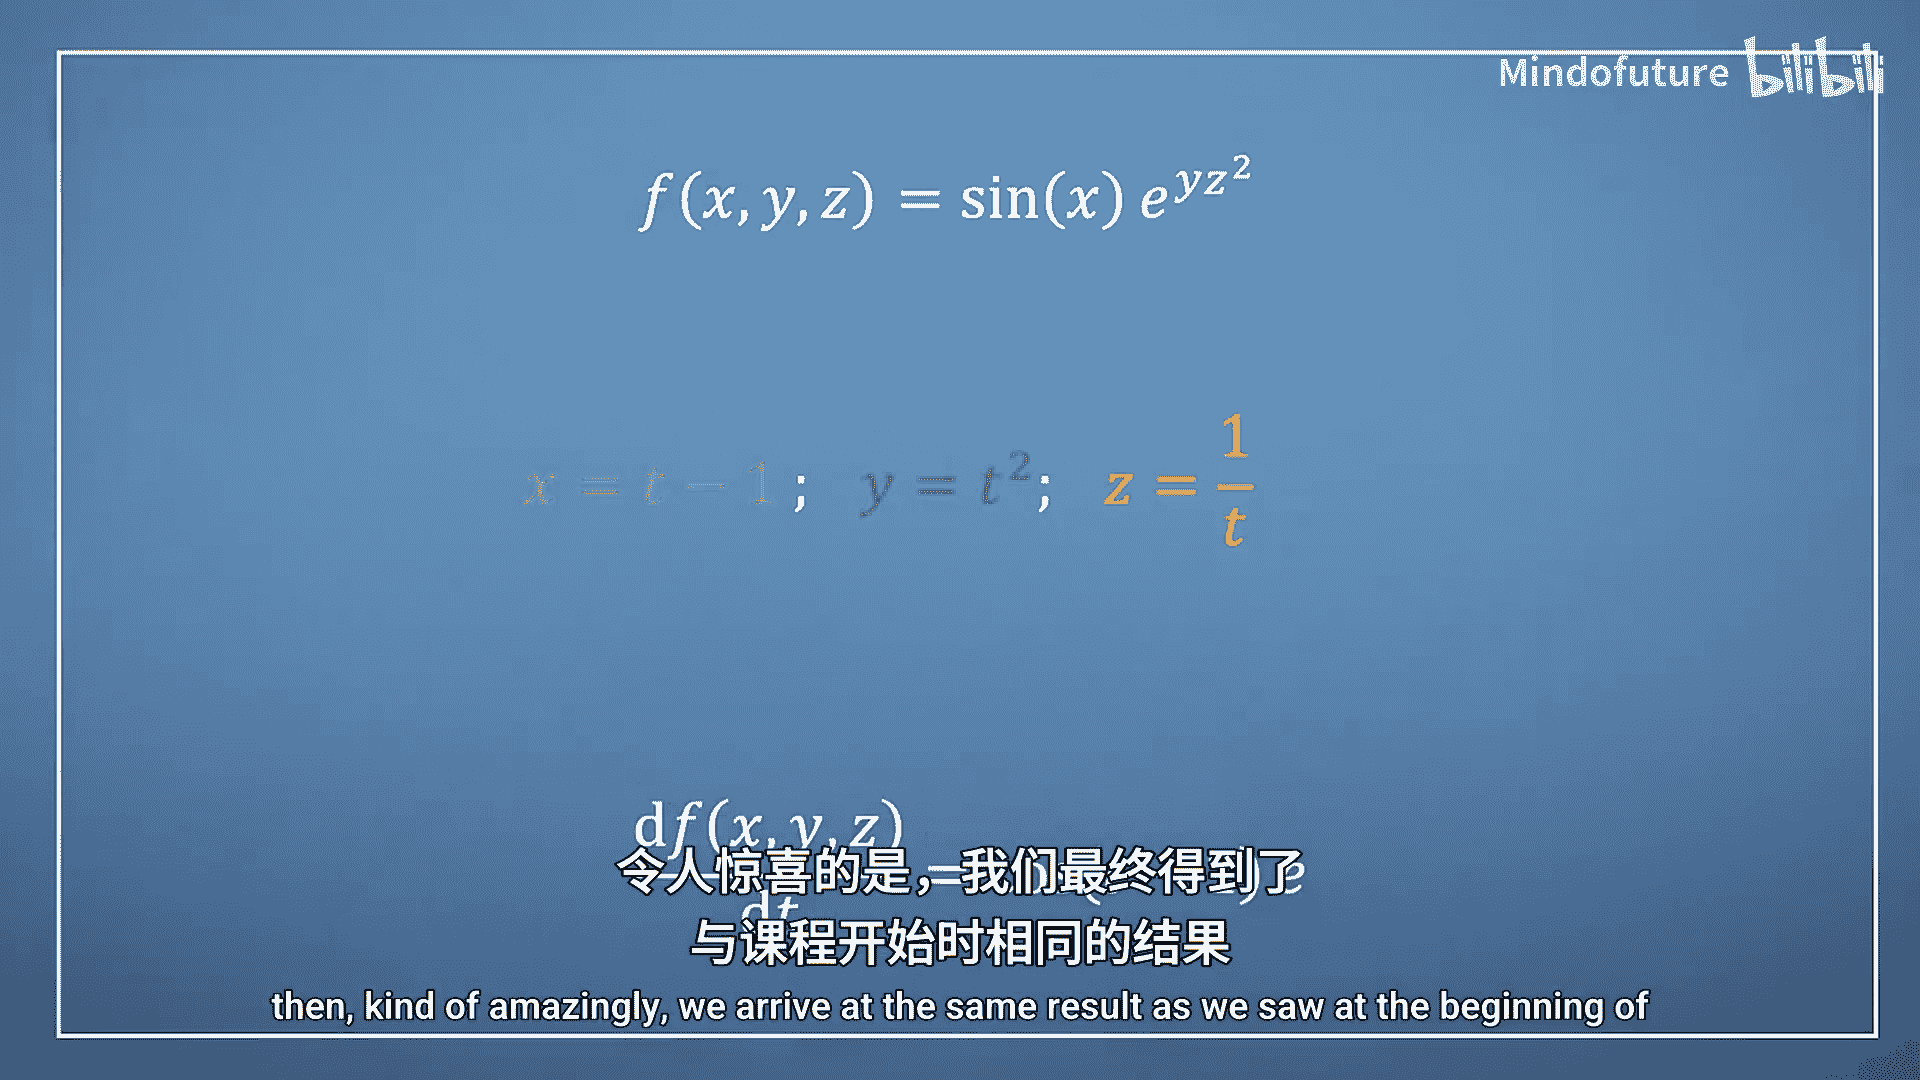 Mindofuture bilibili
f(x, y, z) = sin(x) e^{yz^2}
x = t − 1 ; y = t^2; z = 1/t
df(x, y, z)
dt
令人惊喜的是，我们最终得到了
与课程开始时相同的结果
then, kind of amazingly, we arrive at the same result as we saw at the beginning of